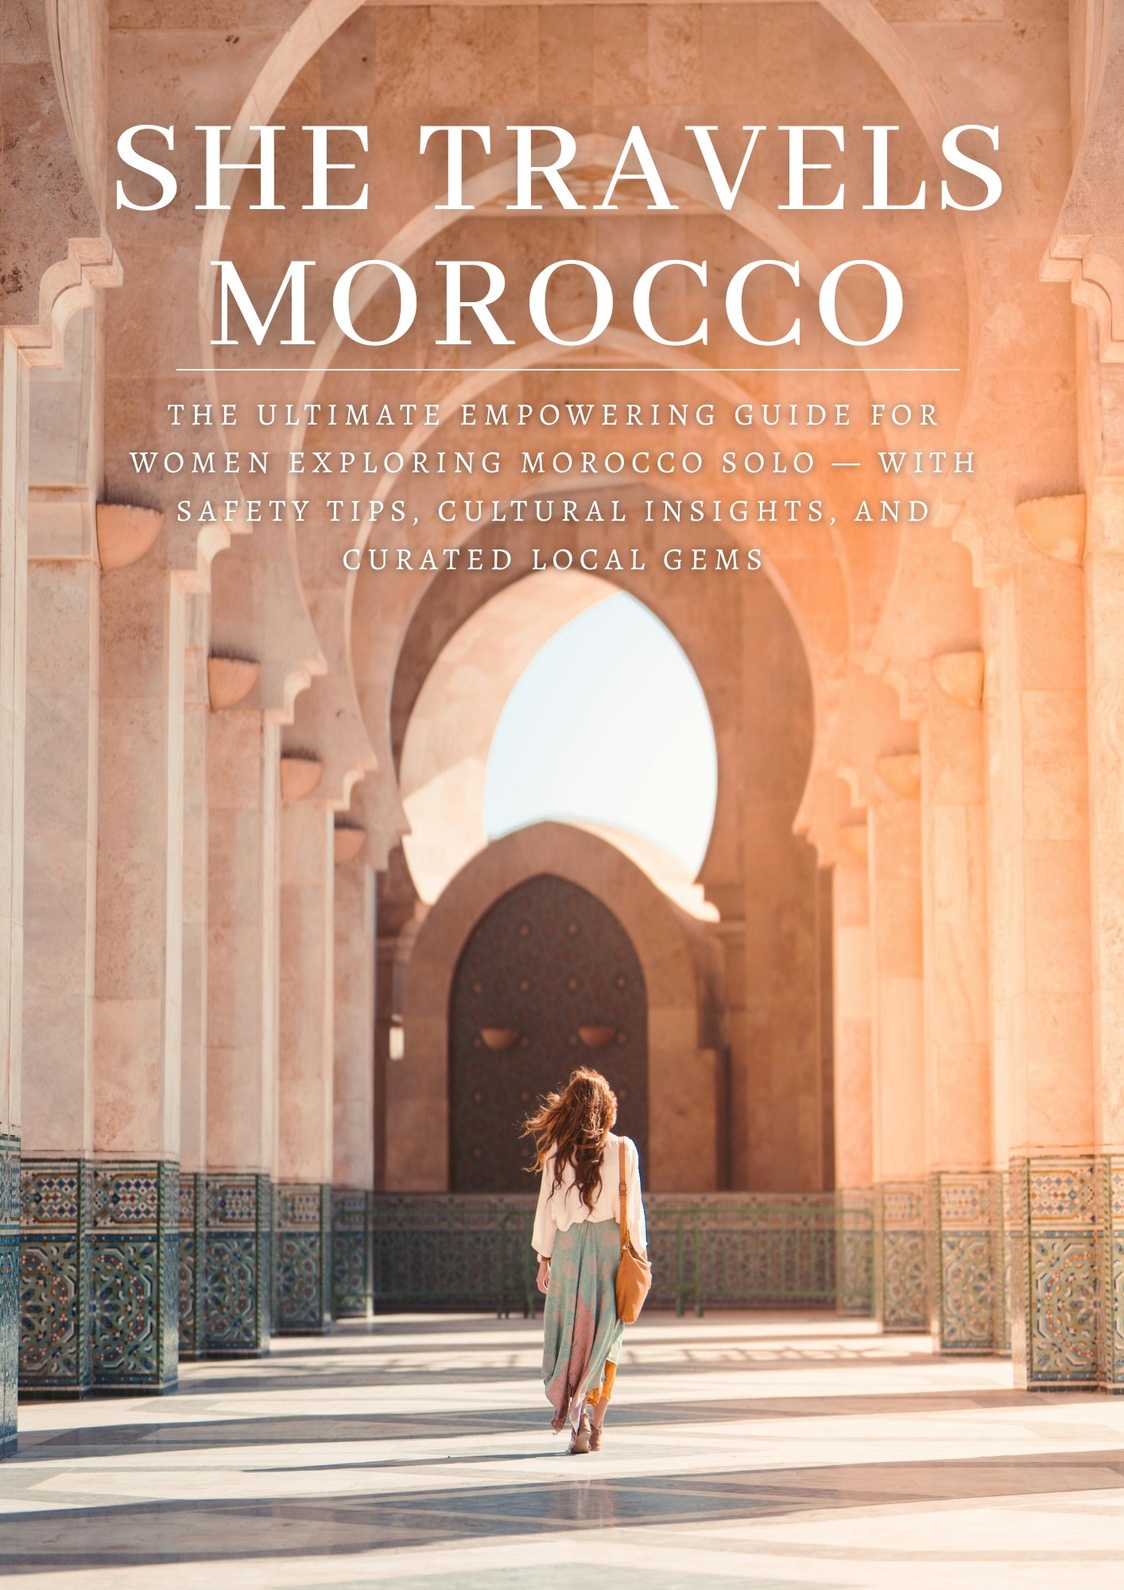 SHE TRAVELS
MOROCCO
THE ULTIMATE EMPOWERING GUIDE FOR
WOMEN EXPLORING MOROCCO SOLO — WITH
SAFETY TIPS, CULTURAL INSIGHTS, AND
CURATED LOCAL GEMS